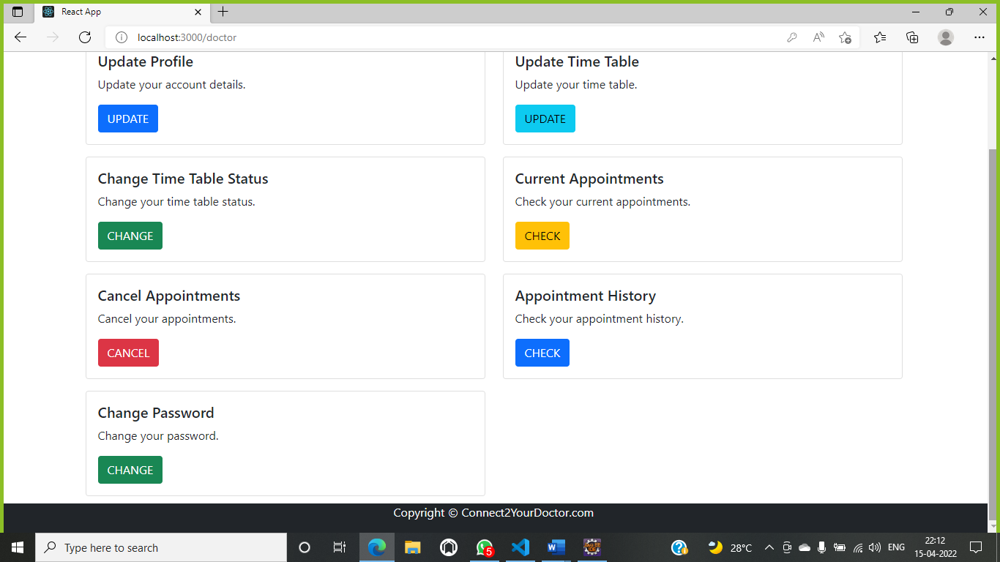 React App
localhost:3000/doctor
Update Profile
Update your account details.
UPDATE
Update Time Table
Update your time table.
UPDATE
Change Time Table Status
Change your time table status.
CHANGE
Current Appointments
Check your current appointments.
CHECK
Cancel Appointments
Cancel your appointments.
CANCEL
Appointment History
Check your appointment history.
CHECK
Change Password
Change your password.
CHANGE
Copyright © Connect2YourDoctor.com
Type here to search
5
Java EE
IDE
28°C
ENG
22:12
15-04-2022